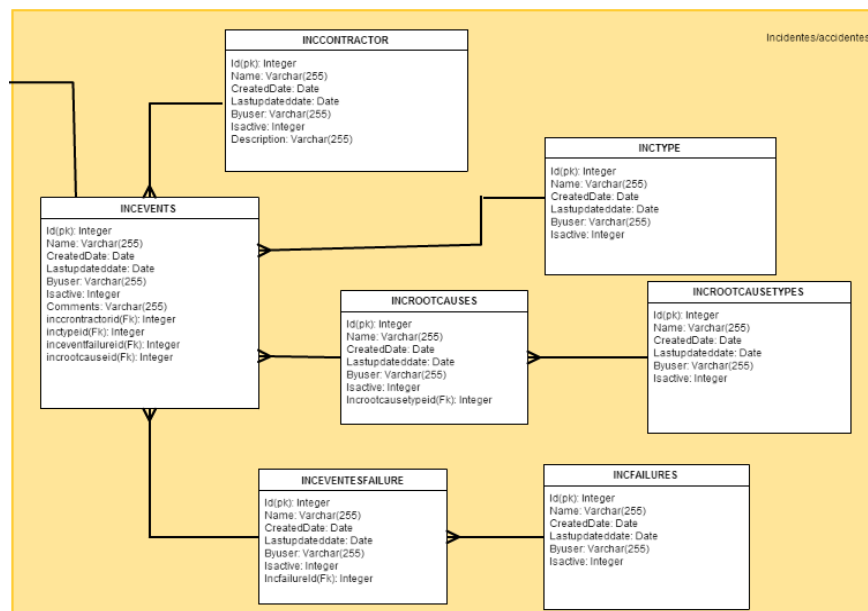 Incidentes/accidentes
INCCONTRACTOR
Id(pk): Integer
Name: Varchar(255)
CreatedDate: Date
Lastupdateddate: Date
Byuser: Varchar(255)
Isactive: Integer
Description: Varchar(255)
INCTYPE
Id(pk): Integer
Name: Varchar(255)
CreatedDate: Date
Lastupdateddate: Date
Byuser: Varchar(255)
Isactive: Integer
INCEVENTS
Id(pk): Integer
Name: Varchar(255)
CreatedDate: Date
Lastupdateddate: Date
Byuser: Varchar(255)
Isactive: Integer
Comments: Varchar(255)
inccrontractorid(Fk): Integer
inctypeid(Fk): Integer
inceventfailureid(Fk): Integer
incrootcauseid(Fk): Integer
INCROOTCAUSES
Id(pk): Integer
Name: Varchar(255)
CreatedDate: Date
Lastupdateddate: Date
Byuser: Varchar(255)
Isactive: Integer
Incrootcausetypeid(Fk): Integer
INCROOTCAUSETYPES
Id(pk): Integer
Name: Varchar(255)
CreatedDate: Date
Lastupdateddate: Date
Byuser: Varchar(255)
Isactive: Integer
INCEVENTESFAILURE
Id(pk): Integer
Name: Varchar(255)
CreatedDate: Date
Lastupdateddate: Date
Byuser: Varchar(255)
Isactive: Integer
IncfailureId(Fk): Integer
INCFAILURES
Id(pk): Integer
Name: Varchar(255)
CreatedDate: Date
Lastupdateddate: Date
Byuser: Varchar(255)
Isactive: Integer